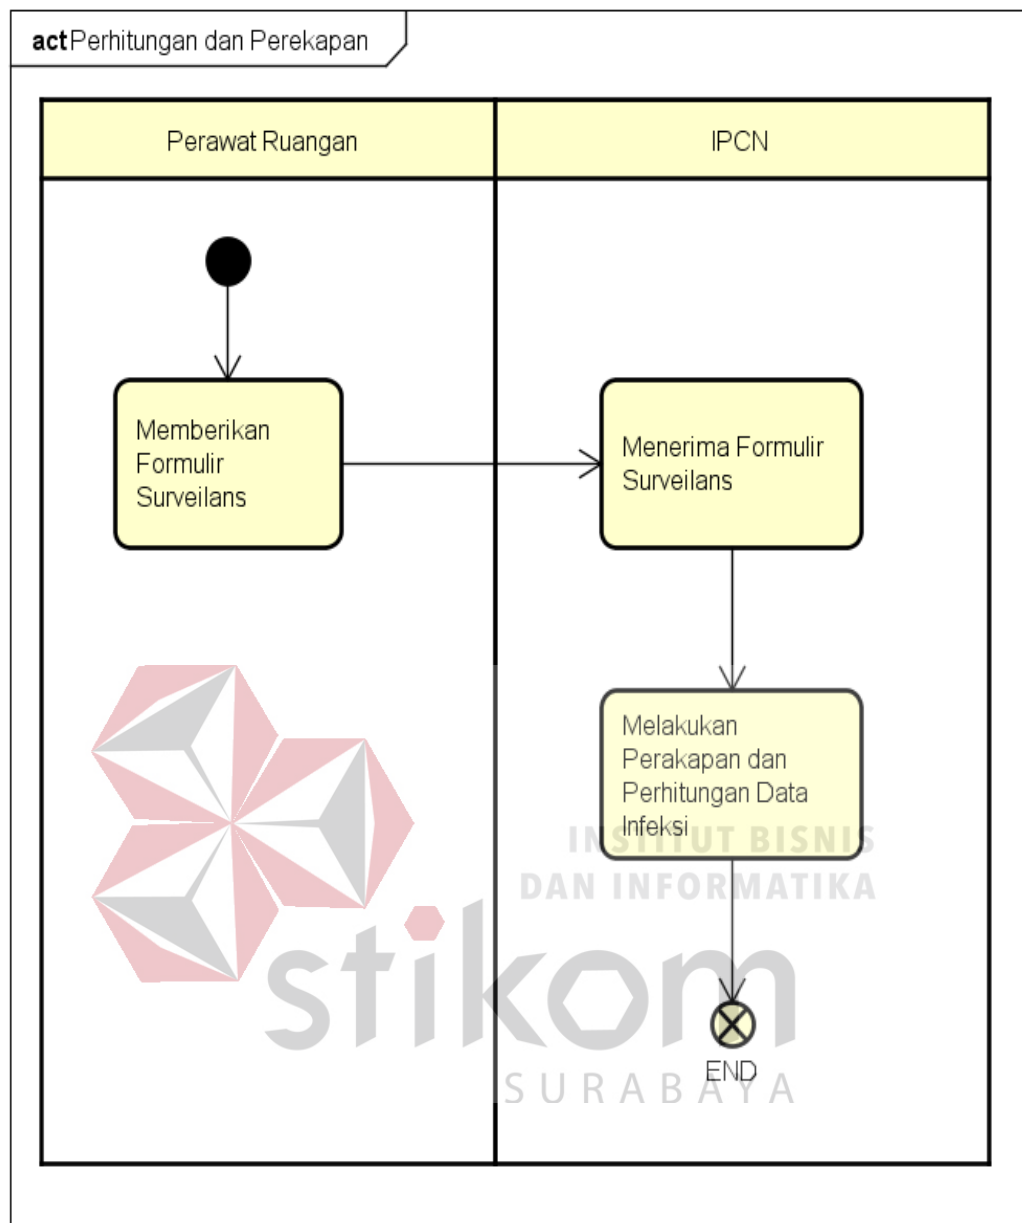 act Perhitungan dan Perekapan
Perawat Ruangan
IPCN
Memberikan
Formulir
Surveilans
Menerima Formulir
Surveilans
Melakukan
Perakapan dan
Perhitungan Data
Infeksi
INSTITUT BISNIS
DAN INFORMATIKA
stikom
SURABAYA
END